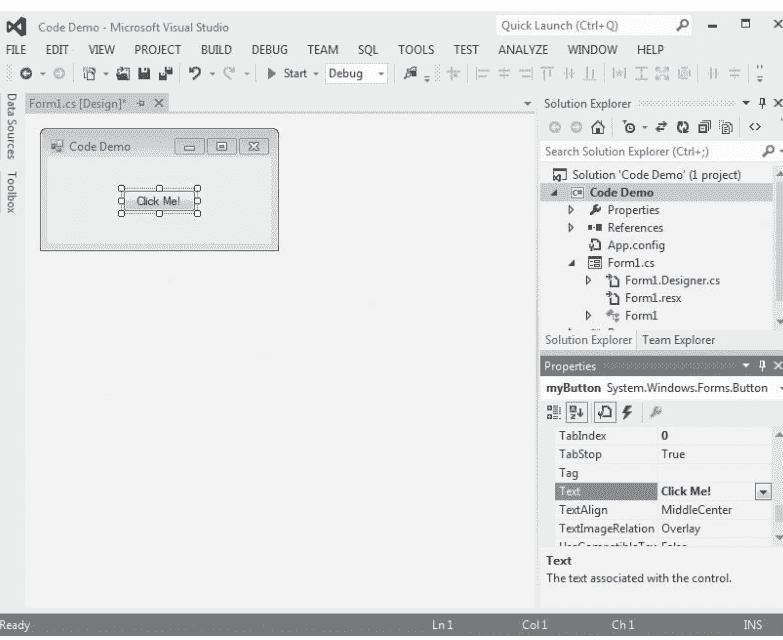 Code Demo - Microsoft Visual Studio
Quick Launch (Ctrl+Q)
FILE EDIT VIEW PROJECT BUILD DEBUG TEAM SQL TOOLS TEST ANALYZE WINDOW HELP
Start Debug
Data Sources
Toolbox
Form1.cs [Design]*
Code Demo
Click Me!
Solution Explorer
Search Solution Explorer (Ctrl+;)
Solution 'Code Demo' (1 project)
C# Code Demo
Properties
References
App.config
Form1.cs
Form1.Designer.cs
Form1.resx
Form1
Solution Explorer Team Explorer
Properties
myButton System.Windows.Forms.Button
TabIndex 0
TabStop True
Tag
Text Click Me!
TextAlign MiddleCenter
TextImageRelation Overlay
Text
The text associated with the control.
Ready Ln 1 Col 1 Ch 1 INS